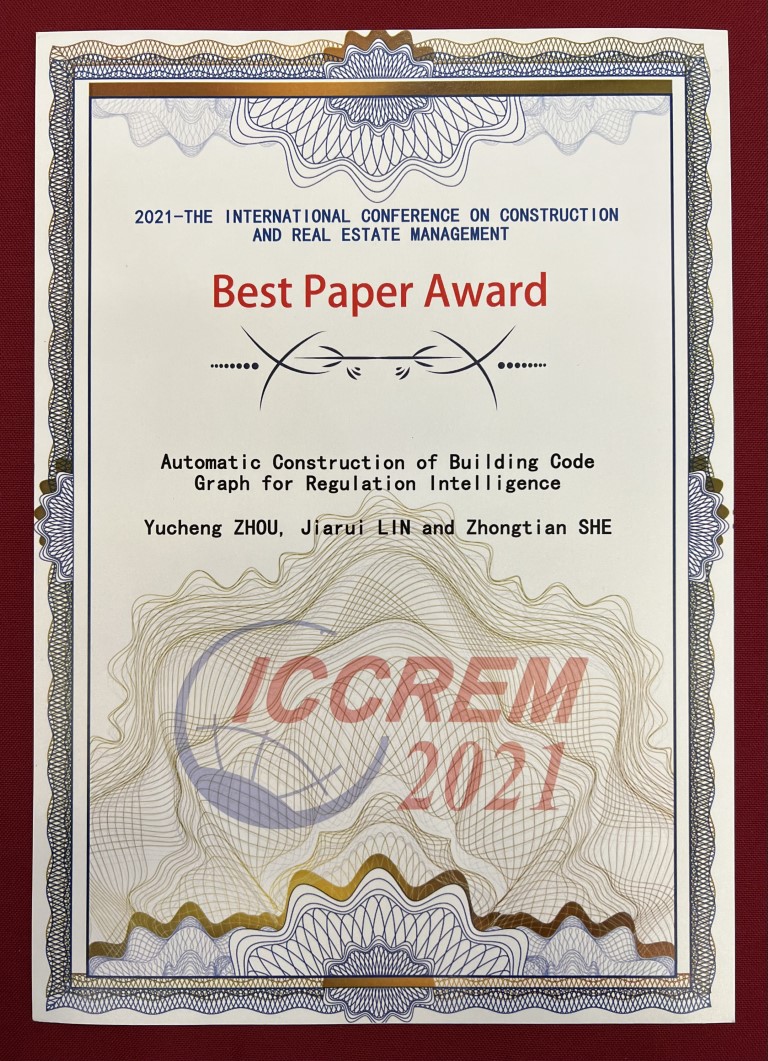 2021-THE INTERNATIONAL CONFERENCE ON CONSTRUCTION
AND REAL ESTATE MANAGEMENT
Best Paper Award
Automatic Construction of Building Code
Graph for Regulation Intelligence
Yucheng ZHOU, Jiarui LIN and Zhongtian SHE
ICCREM
2021